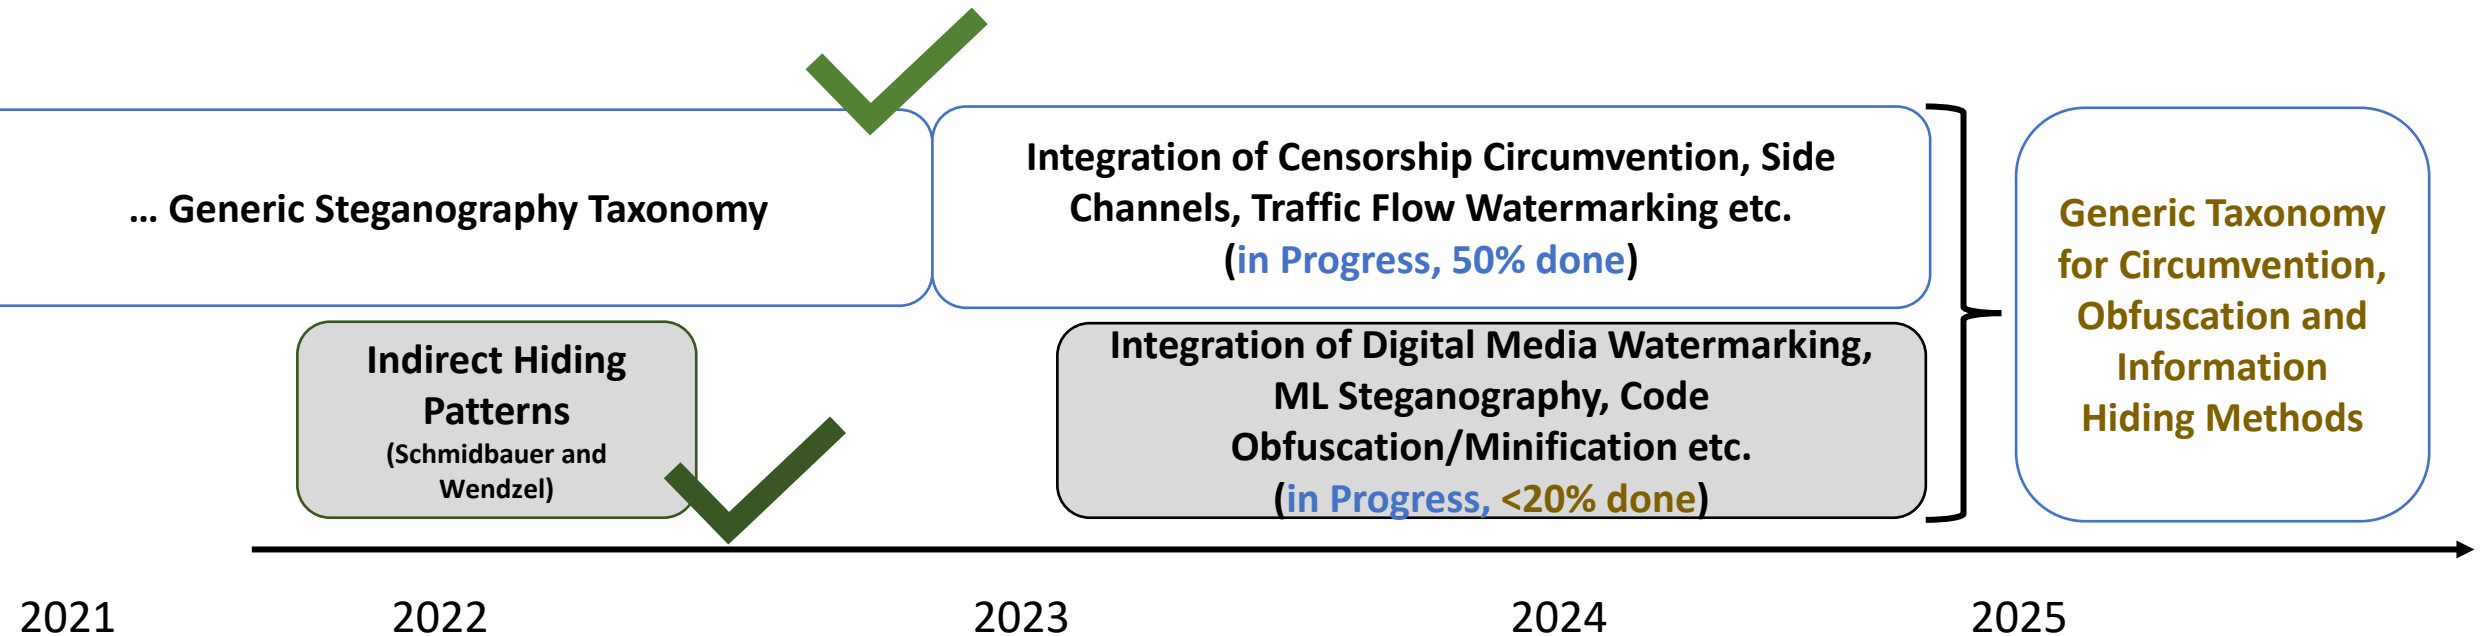 … Generic Steganography Taxonomy
Integration of Censorship Circumvention, Side
Channels, Traffic Flow Watermarking etc.
(in Progress, 50% done)
Indirect Hiding
Patterns
(Schmidbauer and
Wendzel)
Integration of Digital Media Watermarking,
ML Steganography, Code
Obfuscation/Minification etc.
(in Progress, <20% done)
Generic Taxonomy
for Circumvention,
Obfuscation and
Information
Hiding Methods
2021
2022
2023
2024
2025